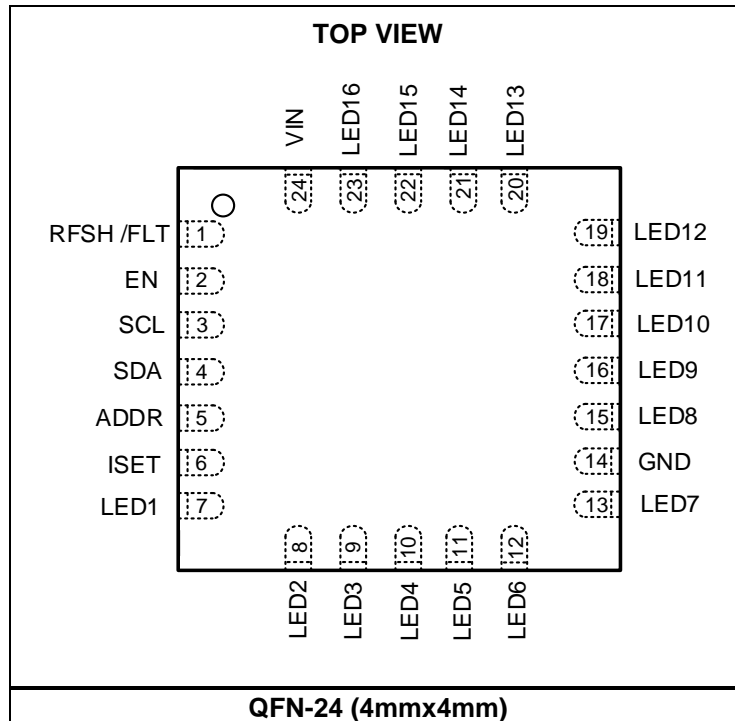 TOP VIEW
VIN
LED16
LED15
LED14
LED13
24
23
22
21
20
RFSH /FLT 1
EN 2
SCL 3
SDA 4
ADDR 5
ISET 6
LED1 7
19 LED12
18 LED11
17 LED10
16 LED9
15 LED8
14 GND
13 LED7
8
9
10
11
12
LED2
LED3
LED4
LED5
LED6
QFN-24 (4mmx4mm)